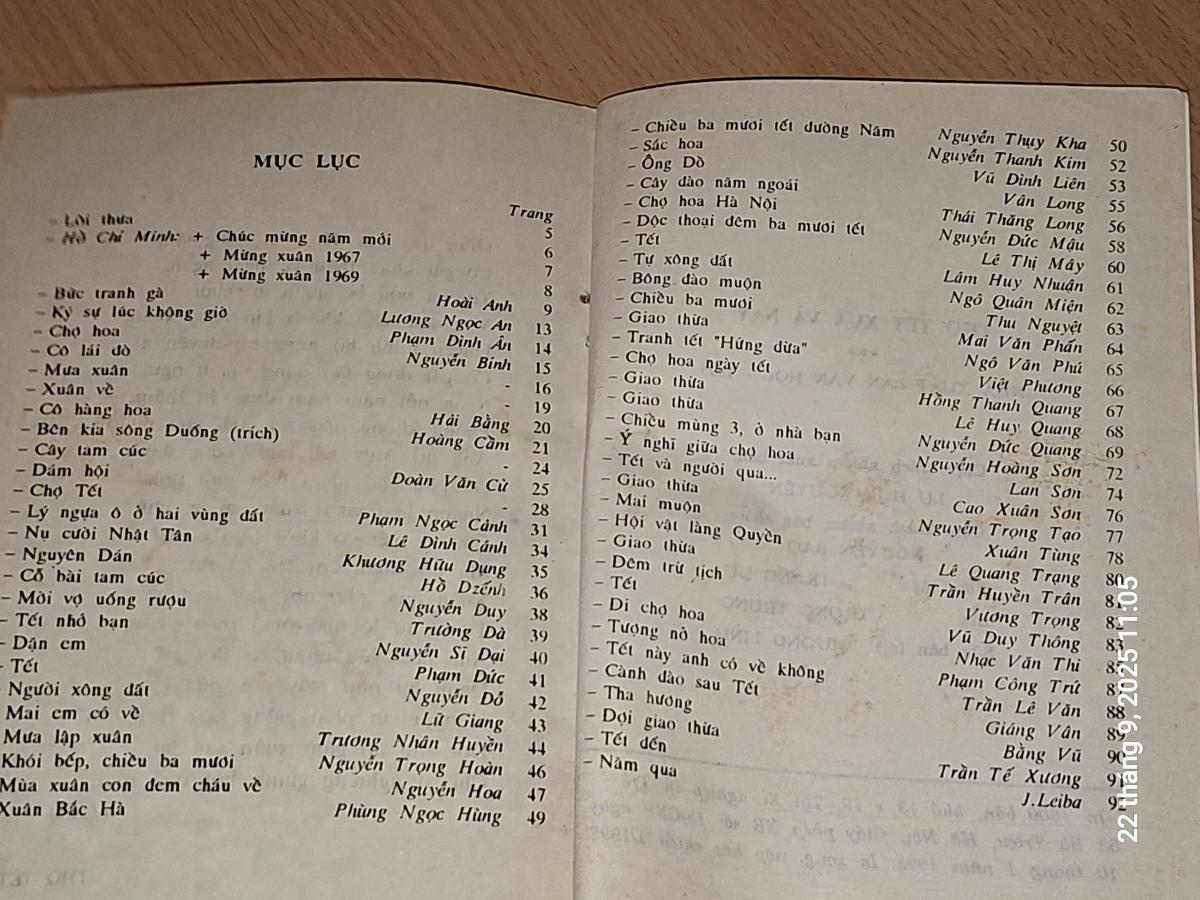 MỤC LỤC
Trang
- Lời thưa 5
- Hồ Chí Minh: + Chúc mừng năm mới 6
+ Mừng xuân 1967 7
+ Mừng xuân 1969 8
- Bức tranh gà Hoài Anh 9
- Ký sự lúc không giờ Lương Ngọc An 13
- Chợ hoa Phạm Đình Ân 14
- Cô lái đò Nguyễn Bính 15
- Mưa xuân - 16
- Xuân về - 19
- Cô hàng hoa Hải Bằng 20
- Bên kia sông Đuống (trích) Hoàng Cầm 21
- Cây tam cúc - 24
- Đám hội Đoàn Văn Cừ 25
- Chợ Tết - 28
- Lý ngựa ô ở hai vùng đất Phạm Ngọc Cảnh 31
- Nụ cười Nhật Tân Lê Đình Cánh 34
- Nguyên Dán Khương Hữu Dụng 35
- Cỗ bài tam cúc Hồ Dzếnh 36
- Mời vợ uống rượu Nguyễn Duy 38
- Tết nhớ bạn Trường Đà 39
- Dận em Nguyễn Sĩ Đại 40
- Tết Phạm Đức 41
- Người xông đất Nguyễn Đỗ 42
Mai em có về Lữ Giang 43
Mưa lập xuân Trương Nhân Huyền 44
Khói bếp, chiều ba mươi Nguyễn Trọng Hoàn 46
Mùa xuân con đem cháu về Nguyễn Hoa 47
Xuân Bắc Hà Phùng Ngọc Hùng 49
- Chiều ba mươi tết đường Năm Nguyễn Thụy Kha 50
- Sắc hoa Nguyễn Thanh Kim 52
- Ông Đồ Vũ Đình Liên 53
- Cây đào năm ngoái Vân Long 55
- Chợ hoa Hà Nội Thái Thăng Long 56
- Độc thoại đêm ba mươi tết Nguyễn Đức Mậu 58
- Tết Lê Thị Mây 60
- Tự xông đất Lâm Huy Nhuận 61
- Bông đào muộn Ngô Quân Miện 62
- Chiều ba mươi Thu Nguyệt 63
- Giao thừa Mai Văn Phấn 64
- Tranh tết "Hứng dừa" Ngô Văn Phú 65
- Chợ hoa ngày tết Việt Phương 66
- Giao thừa Hồng Thanh Quang 67
- Giao thừa Lê Huy Quang 68
- Chiều mùng 3, ở nhà bạn Nguyễn Đức Quang 69
- Ý nghĩ giữa chợ hoa Nguyễn Hoàng Sơn 72
- Tết và người qua... Lan Sơn 74
- Giao thừa Cao Xuân Sơn 76
- Mai muộn Nguyễn Trọng Tạo 77
- Hội vật làng Quyển Xuân Tùng 78
- Giao thừa Lê Quang Trang 80
- Đêm trừ tịch Trần Huyền Trân 81
- Tết Vương Trọng 82
- Đi chợ hoa Vũ Duy Thông 83
- Tượng nở hoa Nhạc Văn Thi
- Tết này anh có về không Phạm Công Trứ
- Cành đào sau Tết Trần Lê Văn 88
- Tha hương Giáng Vân 89
- Đợi giao thừa Bằng Vũ 90
- Tết đến Trần Tế Xương 91
- Năm qua J.Leiba 92
22 tháng 9, 2025 11:05